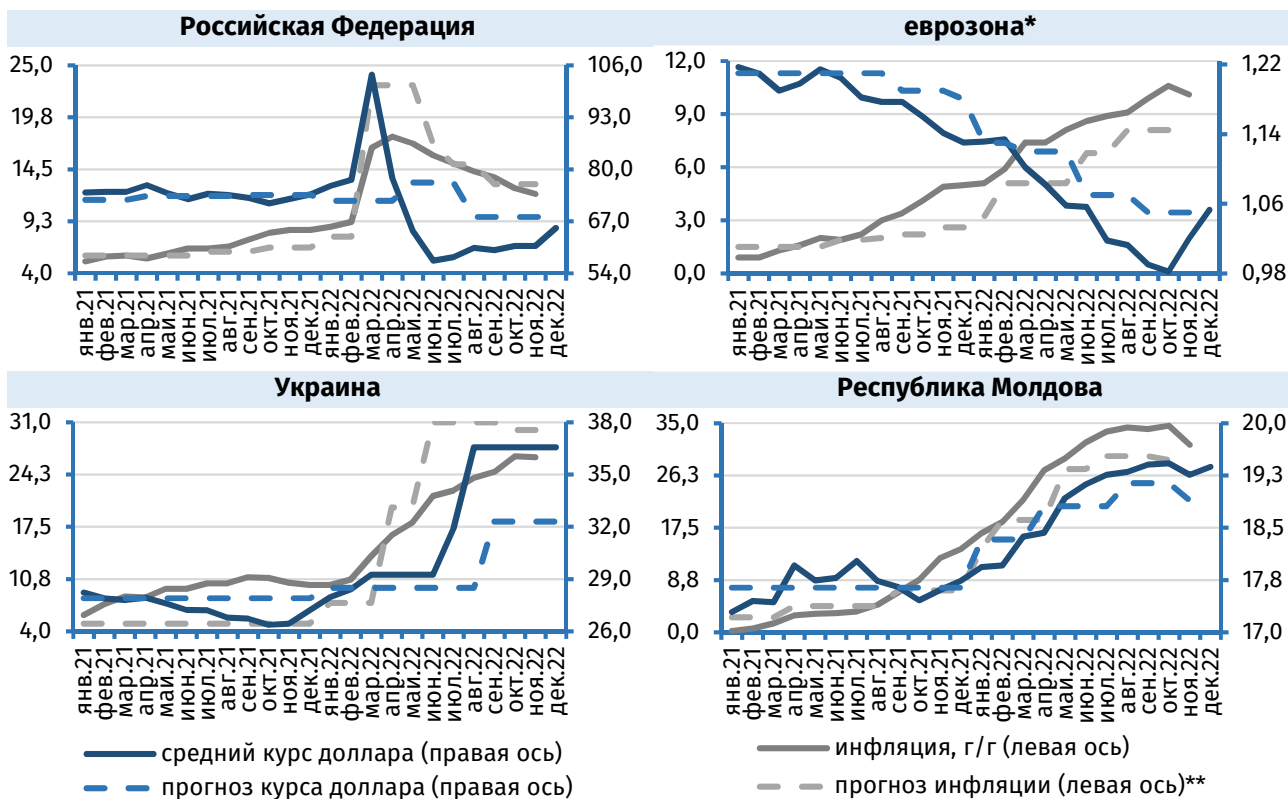 Российская Федерация
25,0
19,8
14,5
9,3
4,0
106,0
93,0
80,0
67,0
54,0
янв.21
фев.21
мар.21
апр.21
май.21
июн.21
июл.21
авг.21
сен.21
окт.21
ноя.21
дек.21
янв.22
фев.22
мар.22
апр.22
май.22
июн.22
июл.22
авг.22
сен.22
окт.22
ноя.22
дек.22
еврозона*
12,0
9,0
6,0
3,0
0,0
1,22
1,14
1,06
0,98
янв.21
фев.21
мар.21
апр.21
май.21
июн.21
июл.21
авг.21
сен.21
окт.21
ноя.21
дек.21
янв.22
фев.22
мар.22
апр.22
май.22
июн.22
июл.22
авг.22
сен.22
окт.22
ноя.22
дек.22
Украина
31,0
24,3
17,5
10,8
4,0
38,0
35,0
32,0
29,0
26,0
янв.21
фев.21
мар.21
апр.21
май.21
июн.21
июл.21
авг.21
сен.21
окт.21
ноя.21
дек.21
янв.22
фев.22
мар.22
апр.22
май.22
июн.22
июл.22
авг.22
сен.22
окт.22
ноя.22
дек.22
Республика Молдова
35,0
26,3
17,5
8,8
0,0
20,0
19,3
18,5
17,8
17,0
янв.21
фев.21
мар.21
апр.21
май.21
июн.21
июл.21
авг.21
сен.21
окт.21
ноя.21
дек.21
янв.22
фев.22
мар.22
апр.22
май.22
июн.22
июл.22
авг.22
сен.22
окт.22
ноя.22
дек.22
средний курс доллара (правая ось)
прогноз курса доллара (правая ось)
инфляция, г/г (левая ось)
прогноз инфляции (левая ось)**